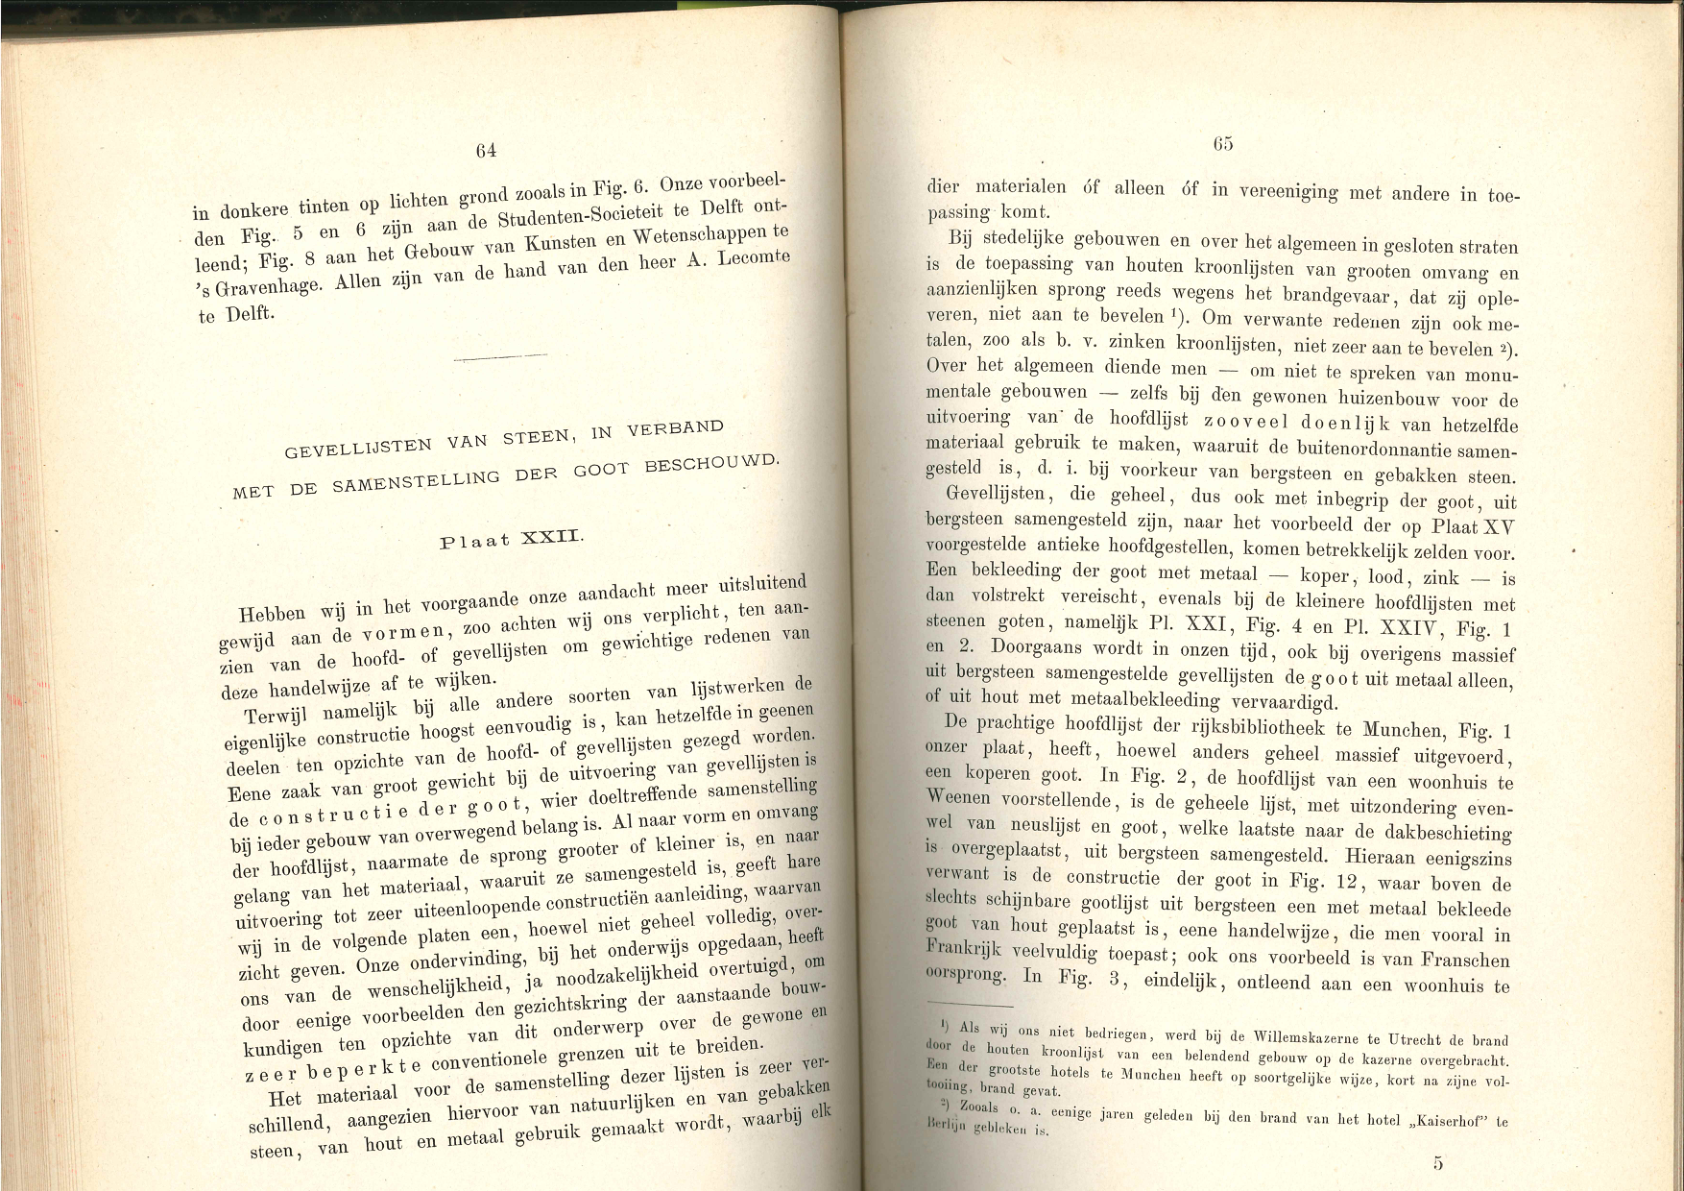 64
in donkere tinten op lichten grond zooals in Fig. 6. Onze voorbeel-
den Fig. 5 en 6 zijn aan de Studenten-Societeit te Delft ont-
leend; Fig. 8 aan het Gebouw van Kunsten en Wetenschappen te
's Gravenhage. Allen zijn van de hand van den heer A. Lecomte
te Delft.
GEVELLIJSTEN VAN STEEN, IN VERBAND
MET DE SAMENSTELLING DER GOOT BESCHOUWD.
Plaat XXII.
Hebben wij in het voorgaande onze aandacht meer uitsluitend
gewijd aan de vormen, zoo achten wij ons verplicht, ten aan-
zien van de hoofd- of gevellijsten om gewichtige redenen van
deze handelwijze af te wijken.
Terwijl namelijk bij alle andere soorten van lijstwerken de
eigenlijke constructie hoogst eenvoudig is, kan hetzelfde in geenen
deelen ten opzichte van de hoofd- of gevellijsten gezegd worden.
Eene zaak van groot gewicht bij de uitvoering van gevellijsten is
de constructie der goot, wier doeltreffende samenstelling
bij ieder gebouw van overwegend belang is. Al naar vorm en omvang
der hoofdlijst, naarmate de sprong grooter of kleiner is, en naar
gelang van het materiaal, waaruit ze samengesteld is, geeft hare
uitvoering tot zeer uiteenloopende constructiën aanleiding, waarvan
wij in de volgende platen een, hoewel niet geheel volledig, over-
zicht geven. Onze ondervinding, bij het onderwijs opgedaan, heeft
ons van de wenschelijkheid, ja noodzakelijkheid overtuigd, om
door eenige voorbeelden den gezichtskring der aanstaande bouw-
kundigen ten opzichte van dit onderwerp over de gewone en
zeer beperkte conventionele grenzen uit te breiden.
Het materiaal voor de samenstelling dezer lijsten is zeer ver-
schillend, aangezien hiervoor van natuurlijken en van gebakken
steen, van hout en metaal gebruik gemaakt wordt, waarbij elk
65
dier materialen óf alleen óf in vereeniging met andere in toe-
passing komt.
Bij stedelijke gebouwen en over het algemeen in gesloten straten
is de toepassing van houten kroonlijsten van grooten omvang en
aanzienlijken sprong reeds wegens het brandgevaar, dat zij ople-
veren, niet aan te bevelen ¹). Om verwante redenen zijn ook me-
talen, zoo als b. v. zinken kroonlijsten, niet zeer aan te bevelen ²).
Over het algemeen diende men — om niet te spreken van monu-
mentale gebouwen — zelfs bij den gewonen huizenbouw voor de
uitvoering van de hoofdlijst zooveel doenlijk van hetzelfde
materiaal gebruik te maken, waaruit de buitenordonnantie samen-
gesteld is, d. i. bij voorkeur van bergsteen en gebakken steen.
Gevellijsten, die geheel, dus ook met inbegrip der goot, uit
bergsteen samengesteld zijn, naar het voorbeeld der op Plaat XV
voorgestelde antieke hoofdgestellen, komen betrekkelijk zelden voor.
Een bekleeding der goot met metaal — koper, lood, zink — is
dan volstrekt vereischt, evenals bij de kleinere hoofdlijsten met
steenen goten, namelijk Pl. XXI, Fig. 4 en Pl. XXIV, Fig. 1
en 2. Doorgaans wordt in onzen tijd, ook bij overigens massief
uit bergsteen samengestelde gevellijsten de goot uit metaal alleen,
of uit hout met metaalbekleeding vervaardigd.
De prachtige hoofdlijst der rijksbibliotheek te Munchen, Fig. 1
onzer plaat, heeft, hoewel anders geheel massief uitgevoerd,
een koperen goot. In Fig. 2, de hoofdlijst van een woonhuis te
Weenen voorstellende, is de geheele lijst, met uitzondering even-
wel van neuslijst en goot, welke laatste naar de dakbeschieting
is overgeplaatst, uit bergsteen samengesteld. Hieraan eenigszins
verwant is de constructie der goot in Fig. 12, waar boven de
slechts schijnbare gootlijst uit bergsteen een met metaal bekleede
goot van hout geplaatst is, eene handelwijze, die men vooral in
Frankrijk veelvuldig toepast; ook ons voorbeeld is van Franschen
oorsprong. In Fig. 3, eindelijk, ontleend aan een woonhuis te
¹) Als wij ons niet bedriegen, werd bij de Willemskazerne te Utrecht de brand
door de houten kroonlijst van een belendend gebouw op de kazerne overgebracht.
Een der grootste hotels te Munchen heeft op soortgelijke wijze, kort na zijne vol-
tooiing, brand gevat.
²) Zooals o. a. eenige jaren geleden bij den brand van het hotel „Kaiserhof” te
Berlijn gebleken is.
5